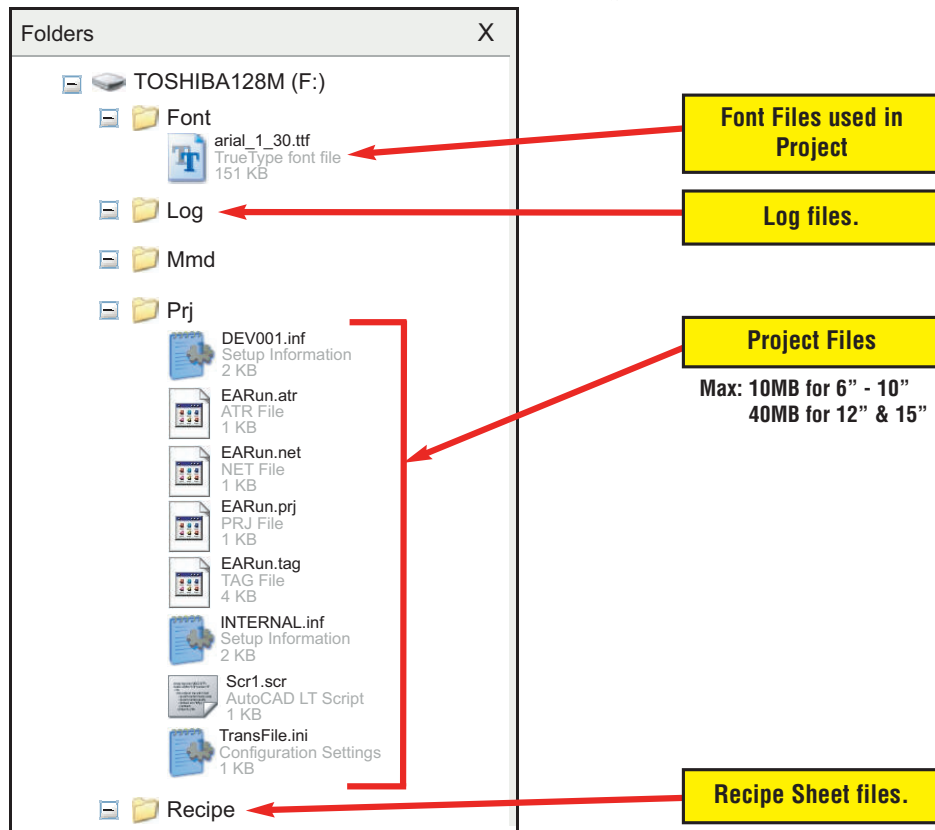 Folders X
TOSHIBA128M (F:)
Font
arial_1_30.ttf
TrueType font file
151 KB
Font Files used in
Project
Log
Log files.
Mmd
Prj
DEV001.inf
Setup Information
2 KB
Project Files
Max: 10MB for 6” - 10”
40MB for 12” & 15”
EARun.atr
ATR File
1 KB
EARun.net
NET File
1 KB
EARun.prj
PRJ File
1 KB
EARun.tag
TAG File
4 KB
INTERNAL.inf
Setup Information
2 KB
Scr1.scr
AutoCAD LT Script
1 KB
TransFile.ini
Configuration Settings
1 KB
Recipe
Recipe Sheet files.